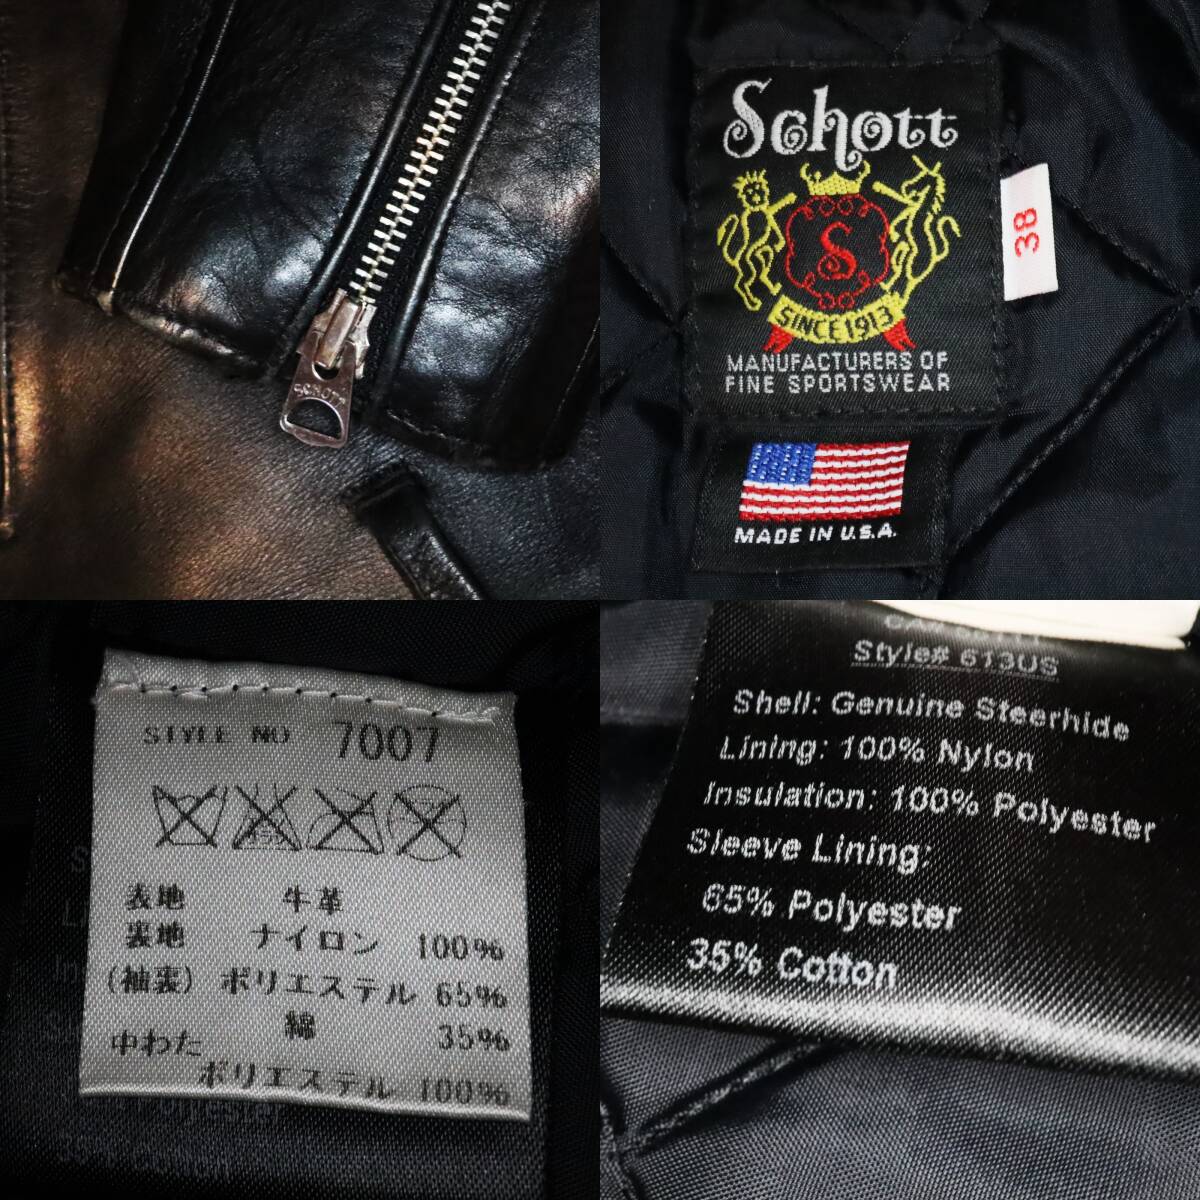 SCHOTT
Schott
S
SINCE 1913
MANUFACTURERS OF
FINE SPORTSWEAR
38
MADE IN U.S.A.
STYLE NO 7007
表地 牛革
裏地 ナイロン 100%
(袖裏) ポリエステル 65%
綿 35%
中わた
ポリエステル 100%
Style# 613US
Shell: Genuine Steerhide
Lining: 100% Nylon
Insulation: 100% Polyester
Sleeve Lining:
65% Polyester
35% Cotton